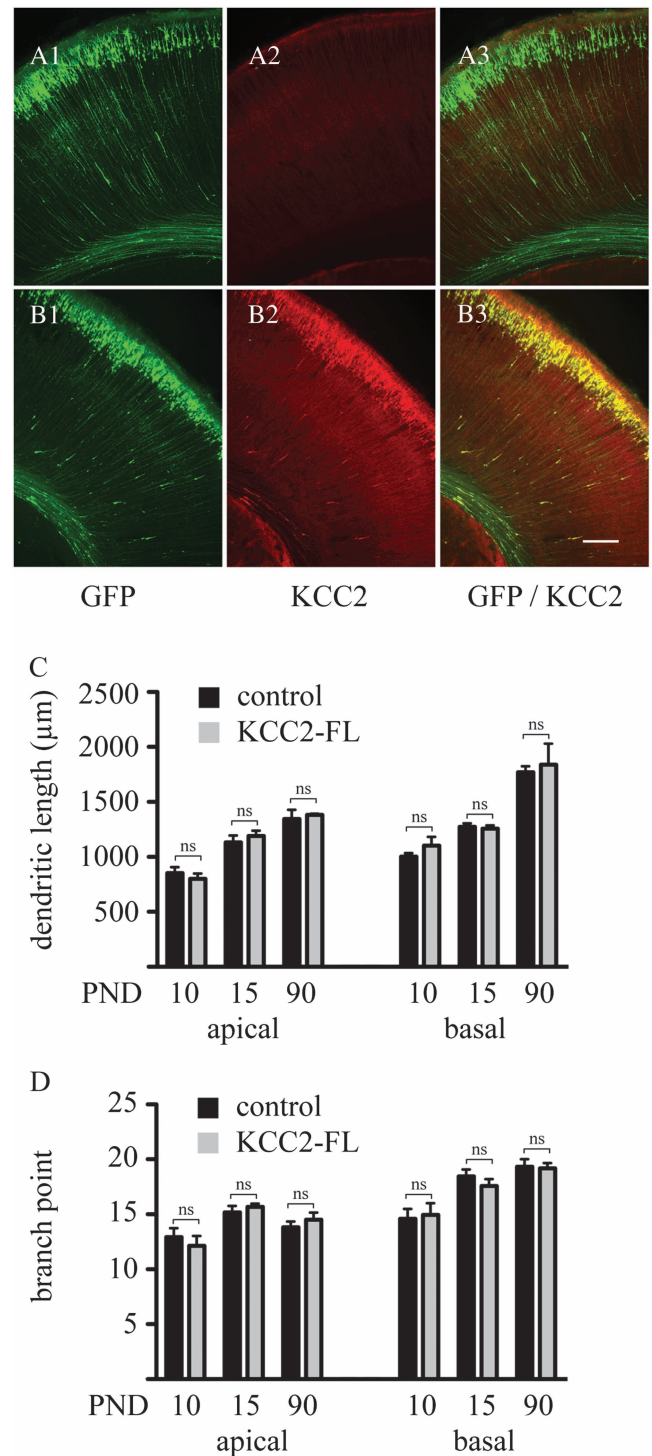 A1 A2 A3
B1 B2 B3
GFP KCC2 GFP / KCC2
C
2500
2000
1500
1000
500
dendritic length (µm)
control
KCC2-FL
ns ns ns ns ns ns
PND 10 15 90 10 15 90
apical basal
D
25
20
15
10
5
branch point
control
KCC2-FL
ns ns ns ns ns ns
PND 10 15 90 10 15 90
apical basal